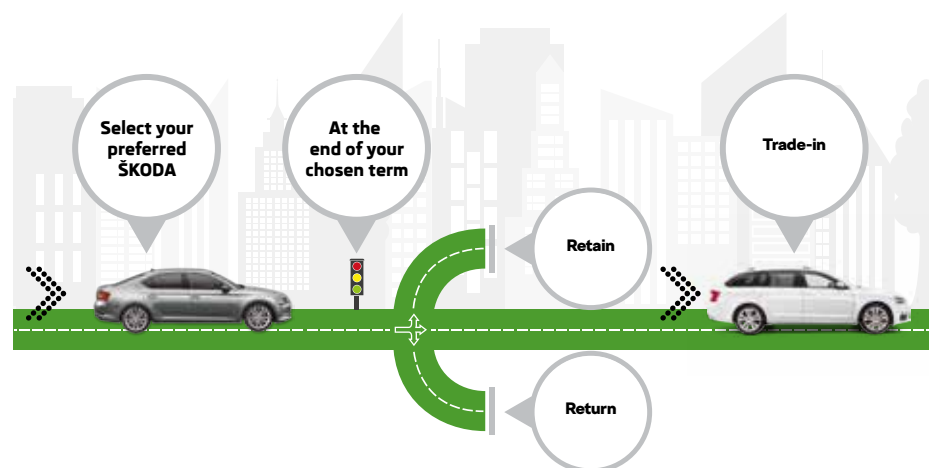 Select your
preferred
ŠKODA
At the
end of your
chosen term
Retain
Return
Trade-in